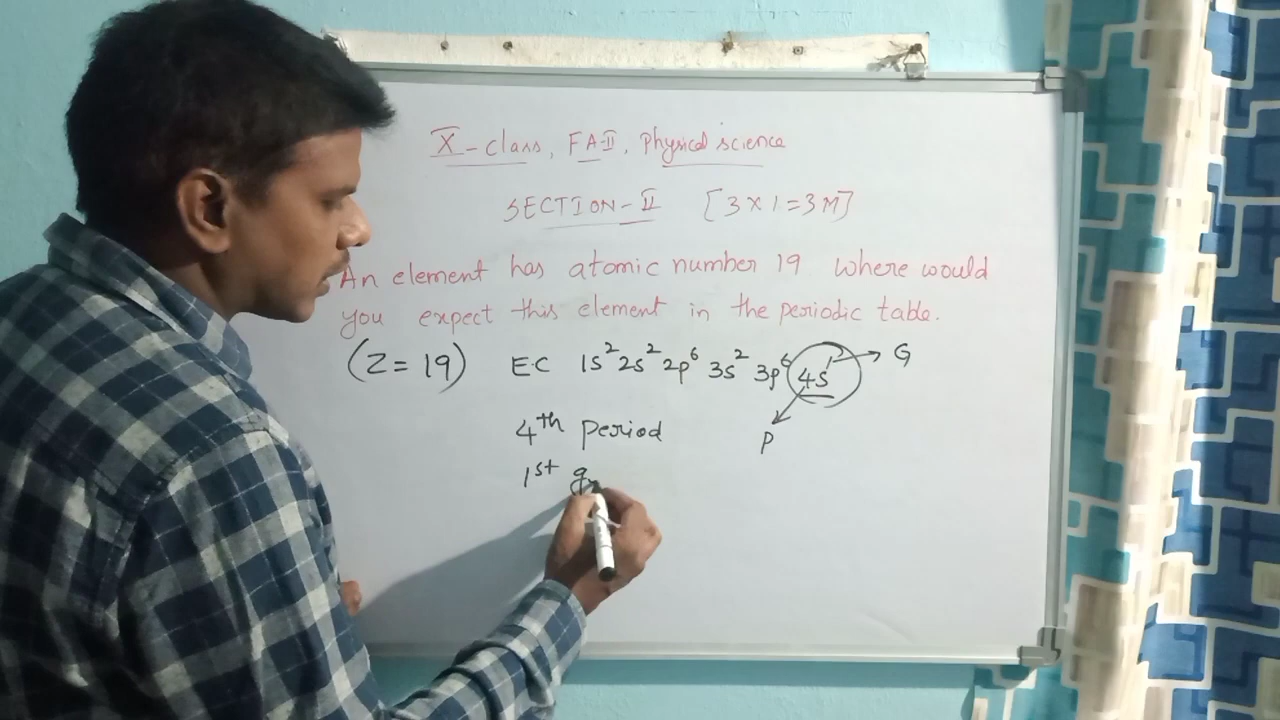 X-class, FA-II, Physical science
SECTION-II [3×1=3M]
An element has atomic number 19 where would
you expect this element in the periodic table.
(Z=19) EC 1s² 2s² 2p⁶ 3s² 3p⁶ 4s → G
P
4th period
1st